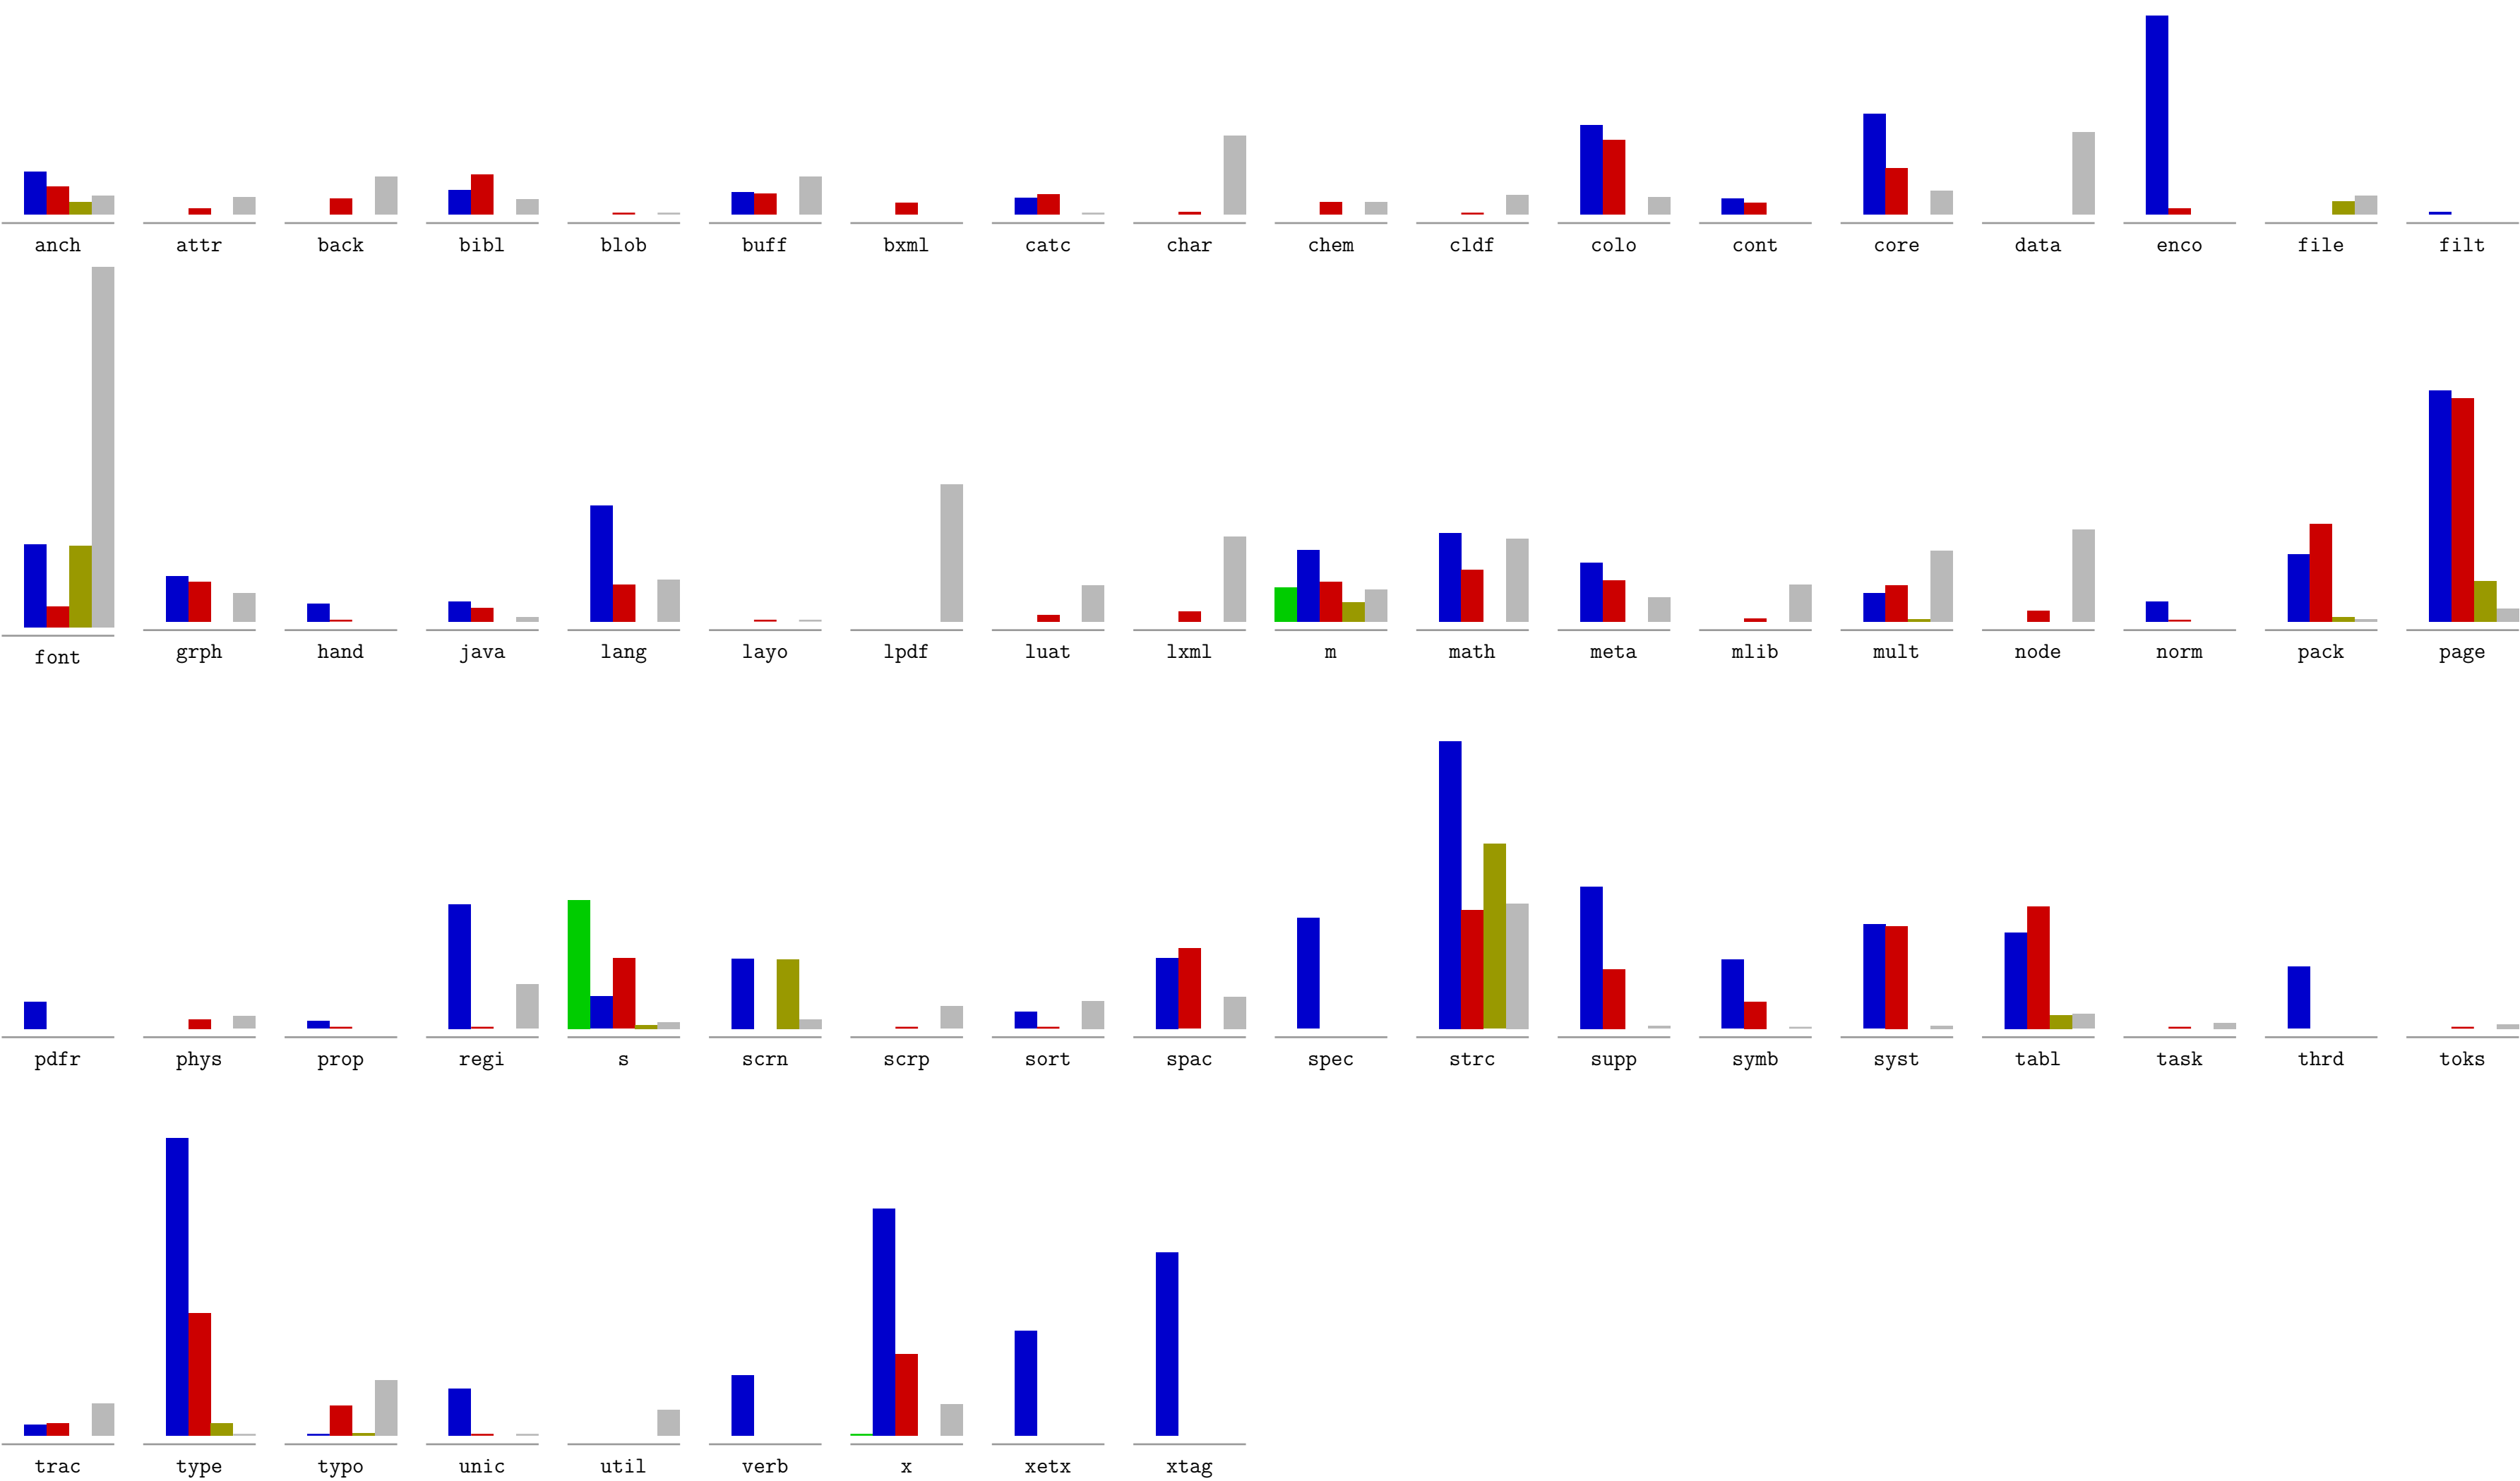 anch attr back bibl blob buff bxml catc char chem cldf colo cont core data enco file filt
font grph hand java lang layo lpdf luat lxml m math meta mlib mult node norm pack page
pdfr phys prop regi s scrn scrp sort spac spec strc supp symb syst tabl task thrd toks
trac type typo unic util verb x xetx xtag